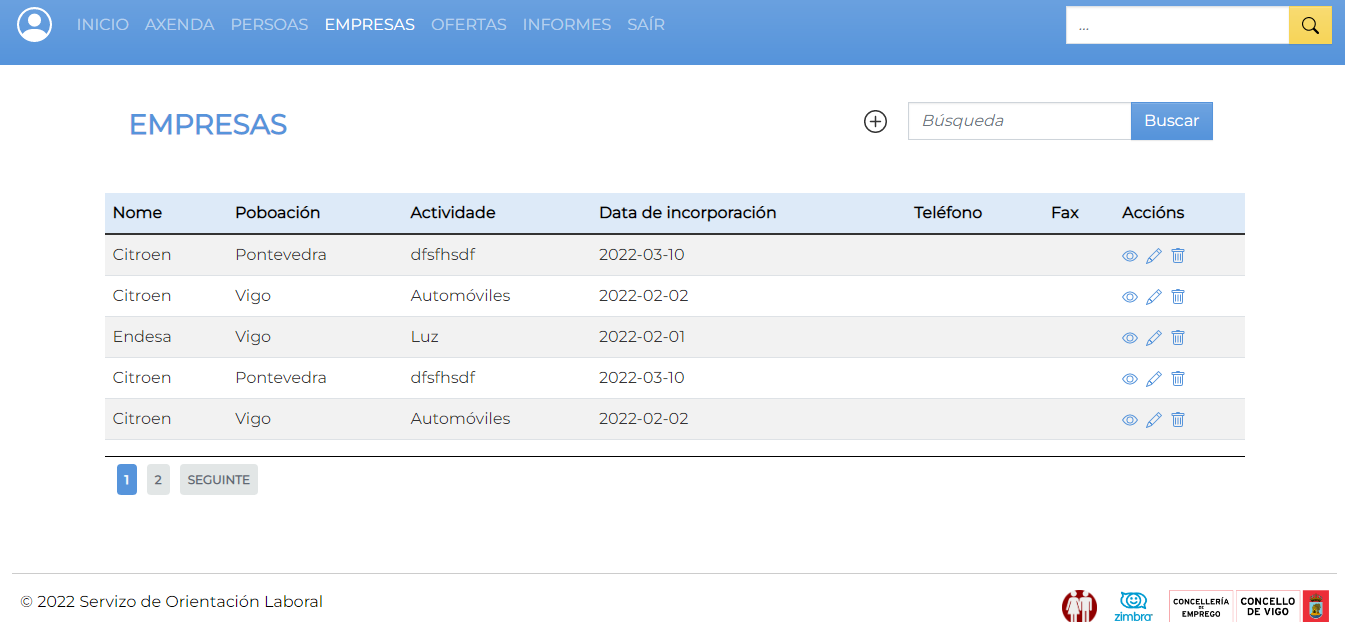 INICIO AXENDA PERSOAS EMPRESAS OFERTAS INFORMES SAÍR ...
EMPRESAS Búsqueda Buscar
Nome Poboación Actividade Data de incorporación Teléfono Fax Accións
Citroen Pontevedra dfsfhsdf 2022-03-10
Citroen Vigo Automóviles 2022-02-02
Endesa Vigo Luz 2022-02-01
Citroen Pontevedra dfsfhsdf 2022-03-10
Citroen Vigo Automóviles 2022-02-02
1 2 SEGUINTE
© 2022 Servizo de Orientación Laboral
zimbra
CONCELLERÍA
DE
EMPREGO
CONCELLO
DE VIGO